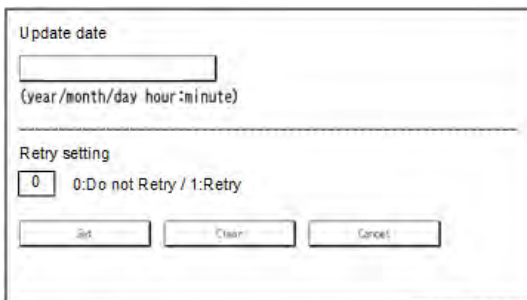 Update date
(year/month/day hour:minute)
Retry setting
0 0:Do not Retry / 1:Retry
Set Clear Cancel